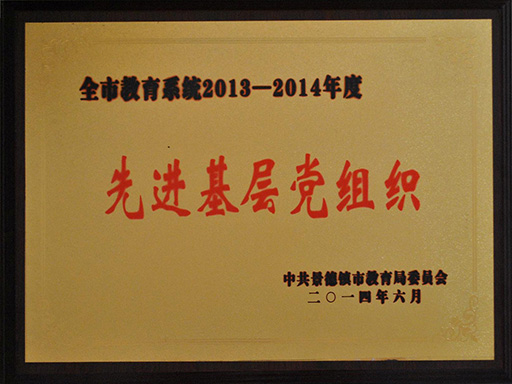 全市教育系统2013—2014年度
先进基层党组织
中共景德镇市教育局委员会
二〇一四年六月